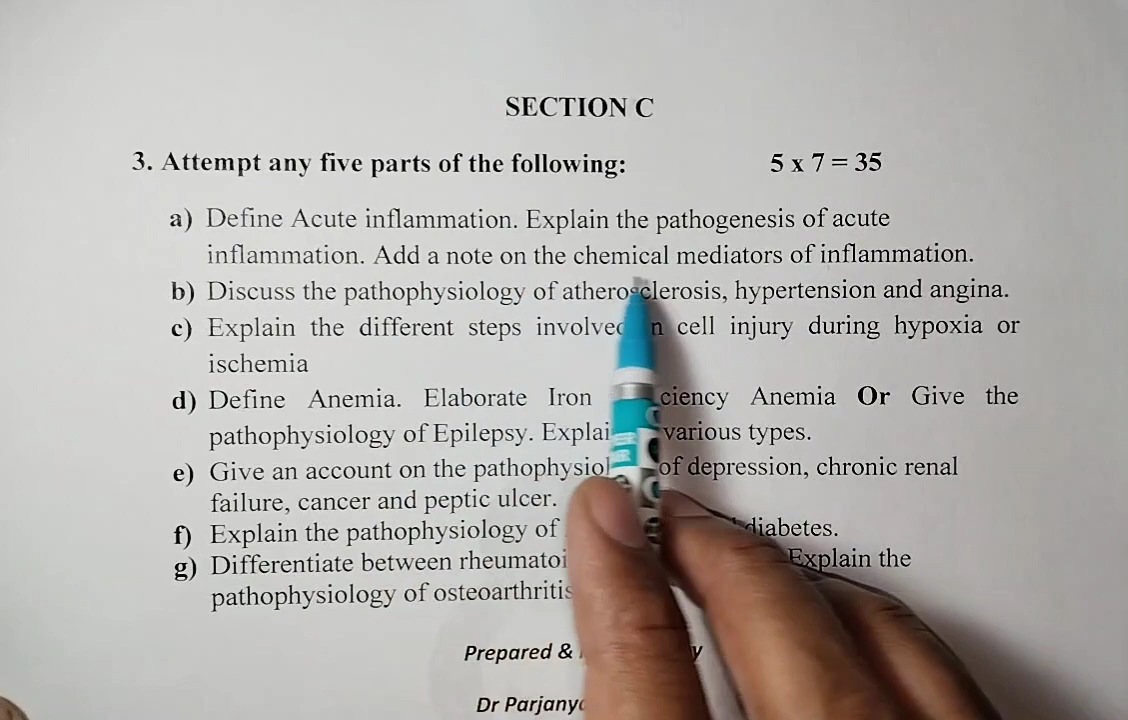 SECTION C
3. Attempt any five parts of the following: 5 x 7 = 35
a) Define Acute inflammation. Explain the pathogenesis of acute
inflammation. Add a note on the chemical mediators of inflammation.
b) Discuss the pathophysiology of atherosclerosis, hypertension and angina.
c) Explain the different steps involved cell injury during hypoxia or
ischemia
d) Define Anemia. Elaborate Iron Anemia Or Give the
pathophysiology of Epilepsy. various types.
e) Give an account on the of depression, chronic renal
failure, cancer and peptic ulcer.
f) Explain the pathophysiology of diabetes.
g) Differentiate between Explain the
pathophysiology of osteoarthritis
Prepared &
Dr